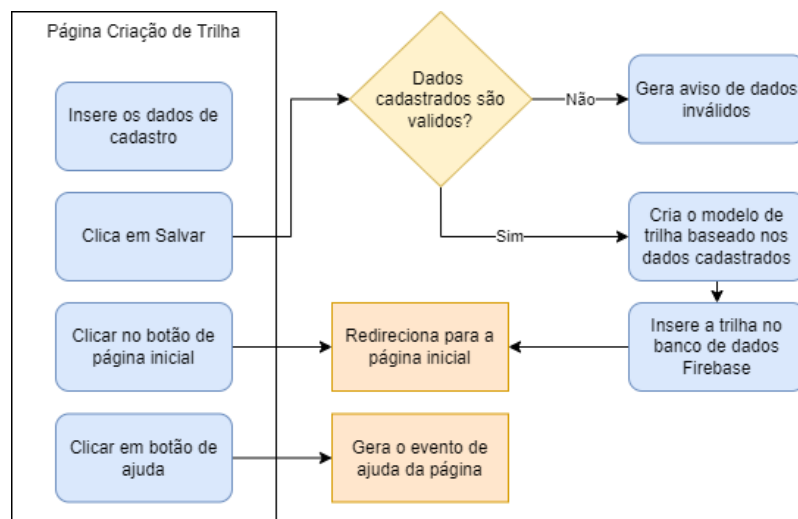 Página Criação de Trilha
Insere os dados de
cadastro
Clica em Salvar
Clicar no botão de
página inicial
Clicar em botão de
ajuda
Dados
cadastrados são
validos?
Não
Gera aviso de dados
inválidos
Sim
Cria o modelo de
trilha baseado nos
dados cadastrados
Insere a trilha no
banco de dados
Firebase
Redireciona para a
página inicial
Gera o evento de
ajuda da página